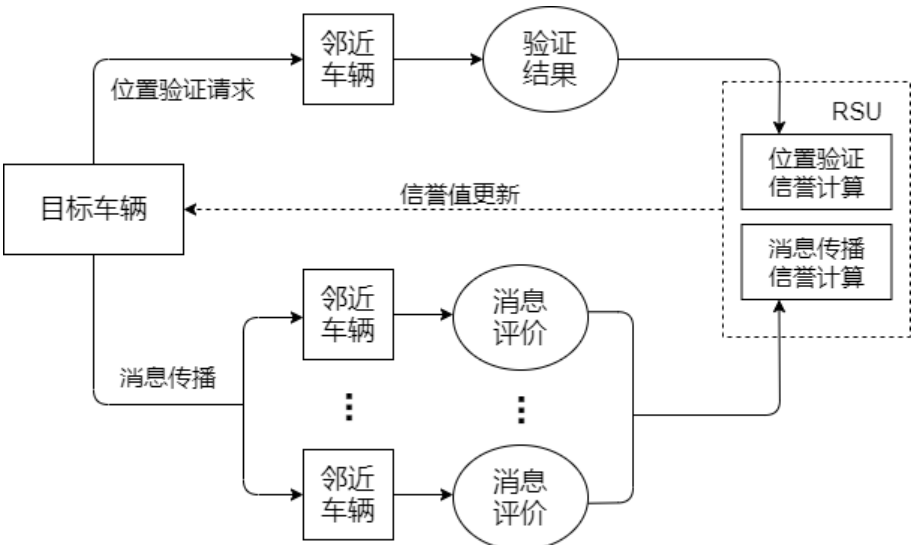 邻近
车辆
验证
结果
位置验证请求
RSU
位置验证
信誉计算
目标车辆
信誉值更新
消息传播
信誉计算
邻近
车辆
消息
评价
消息传播
邻近
车辆
消息
评价